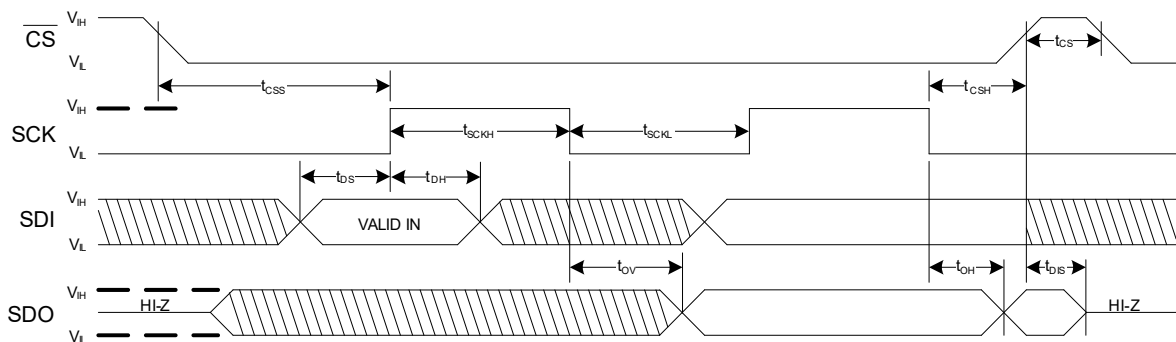 CS
VIH
VIL
tCSS
tCSH
tCS
SCK
VIH
VIL
tSCKH
tSCKL
tDS
tDH
SDI
VIH
VIL
VALID IN
tOV
tOH
tDIS
SDO
VIH
VIL
HI-Z
HI-Z